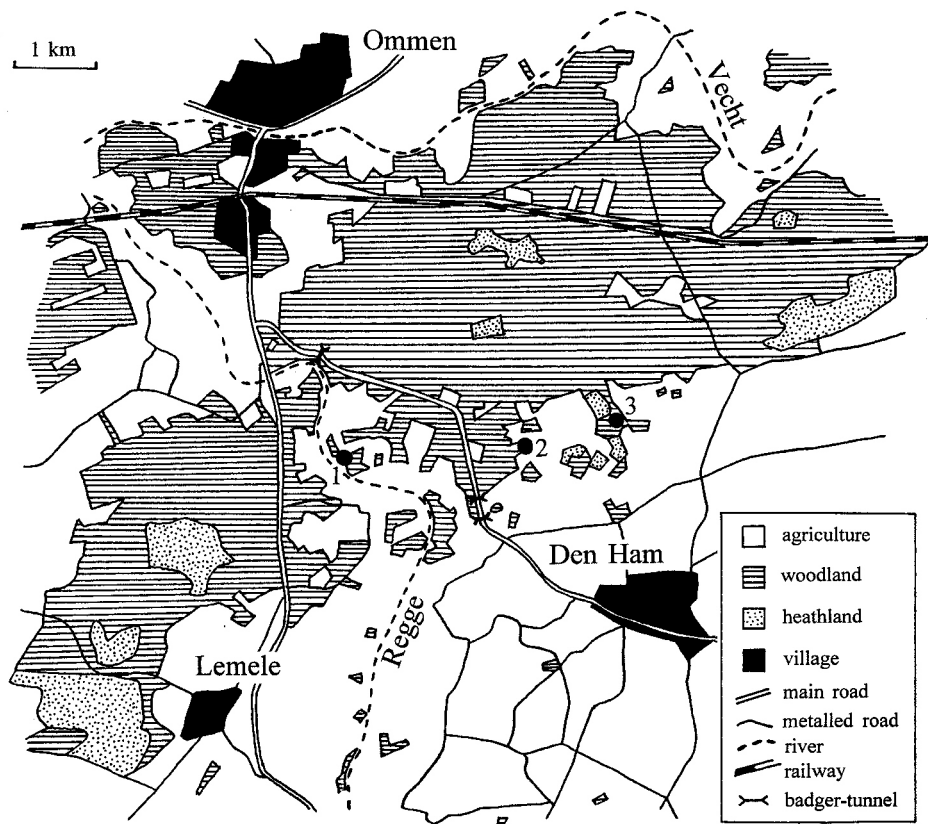 1 km
Ommen
Vecht
1
2
3
Den Ham
Regge
Lemele
agriculture
woodland
heathland
village
main road
metalled road
river
railway
badger-tunnel